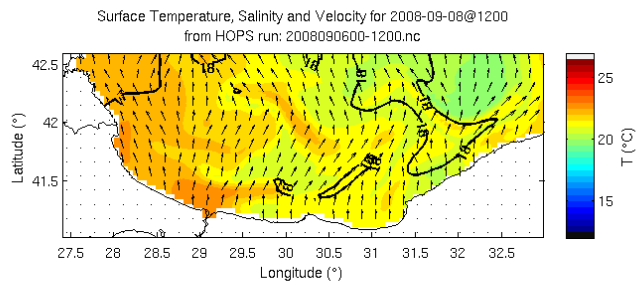 Surface Temperature, Salinity and Velocity for 2008-09-08@1200
from HOPS run: 2008090600-1200.nc
42.5
42
41.5
Latitude (°)
18
18
18
18
18
18
18
18
25
20
15
T (°C)
27.5 28 28.5 29 29.5 30 30.5 31 31.5 32 32.5
Longitude (°)